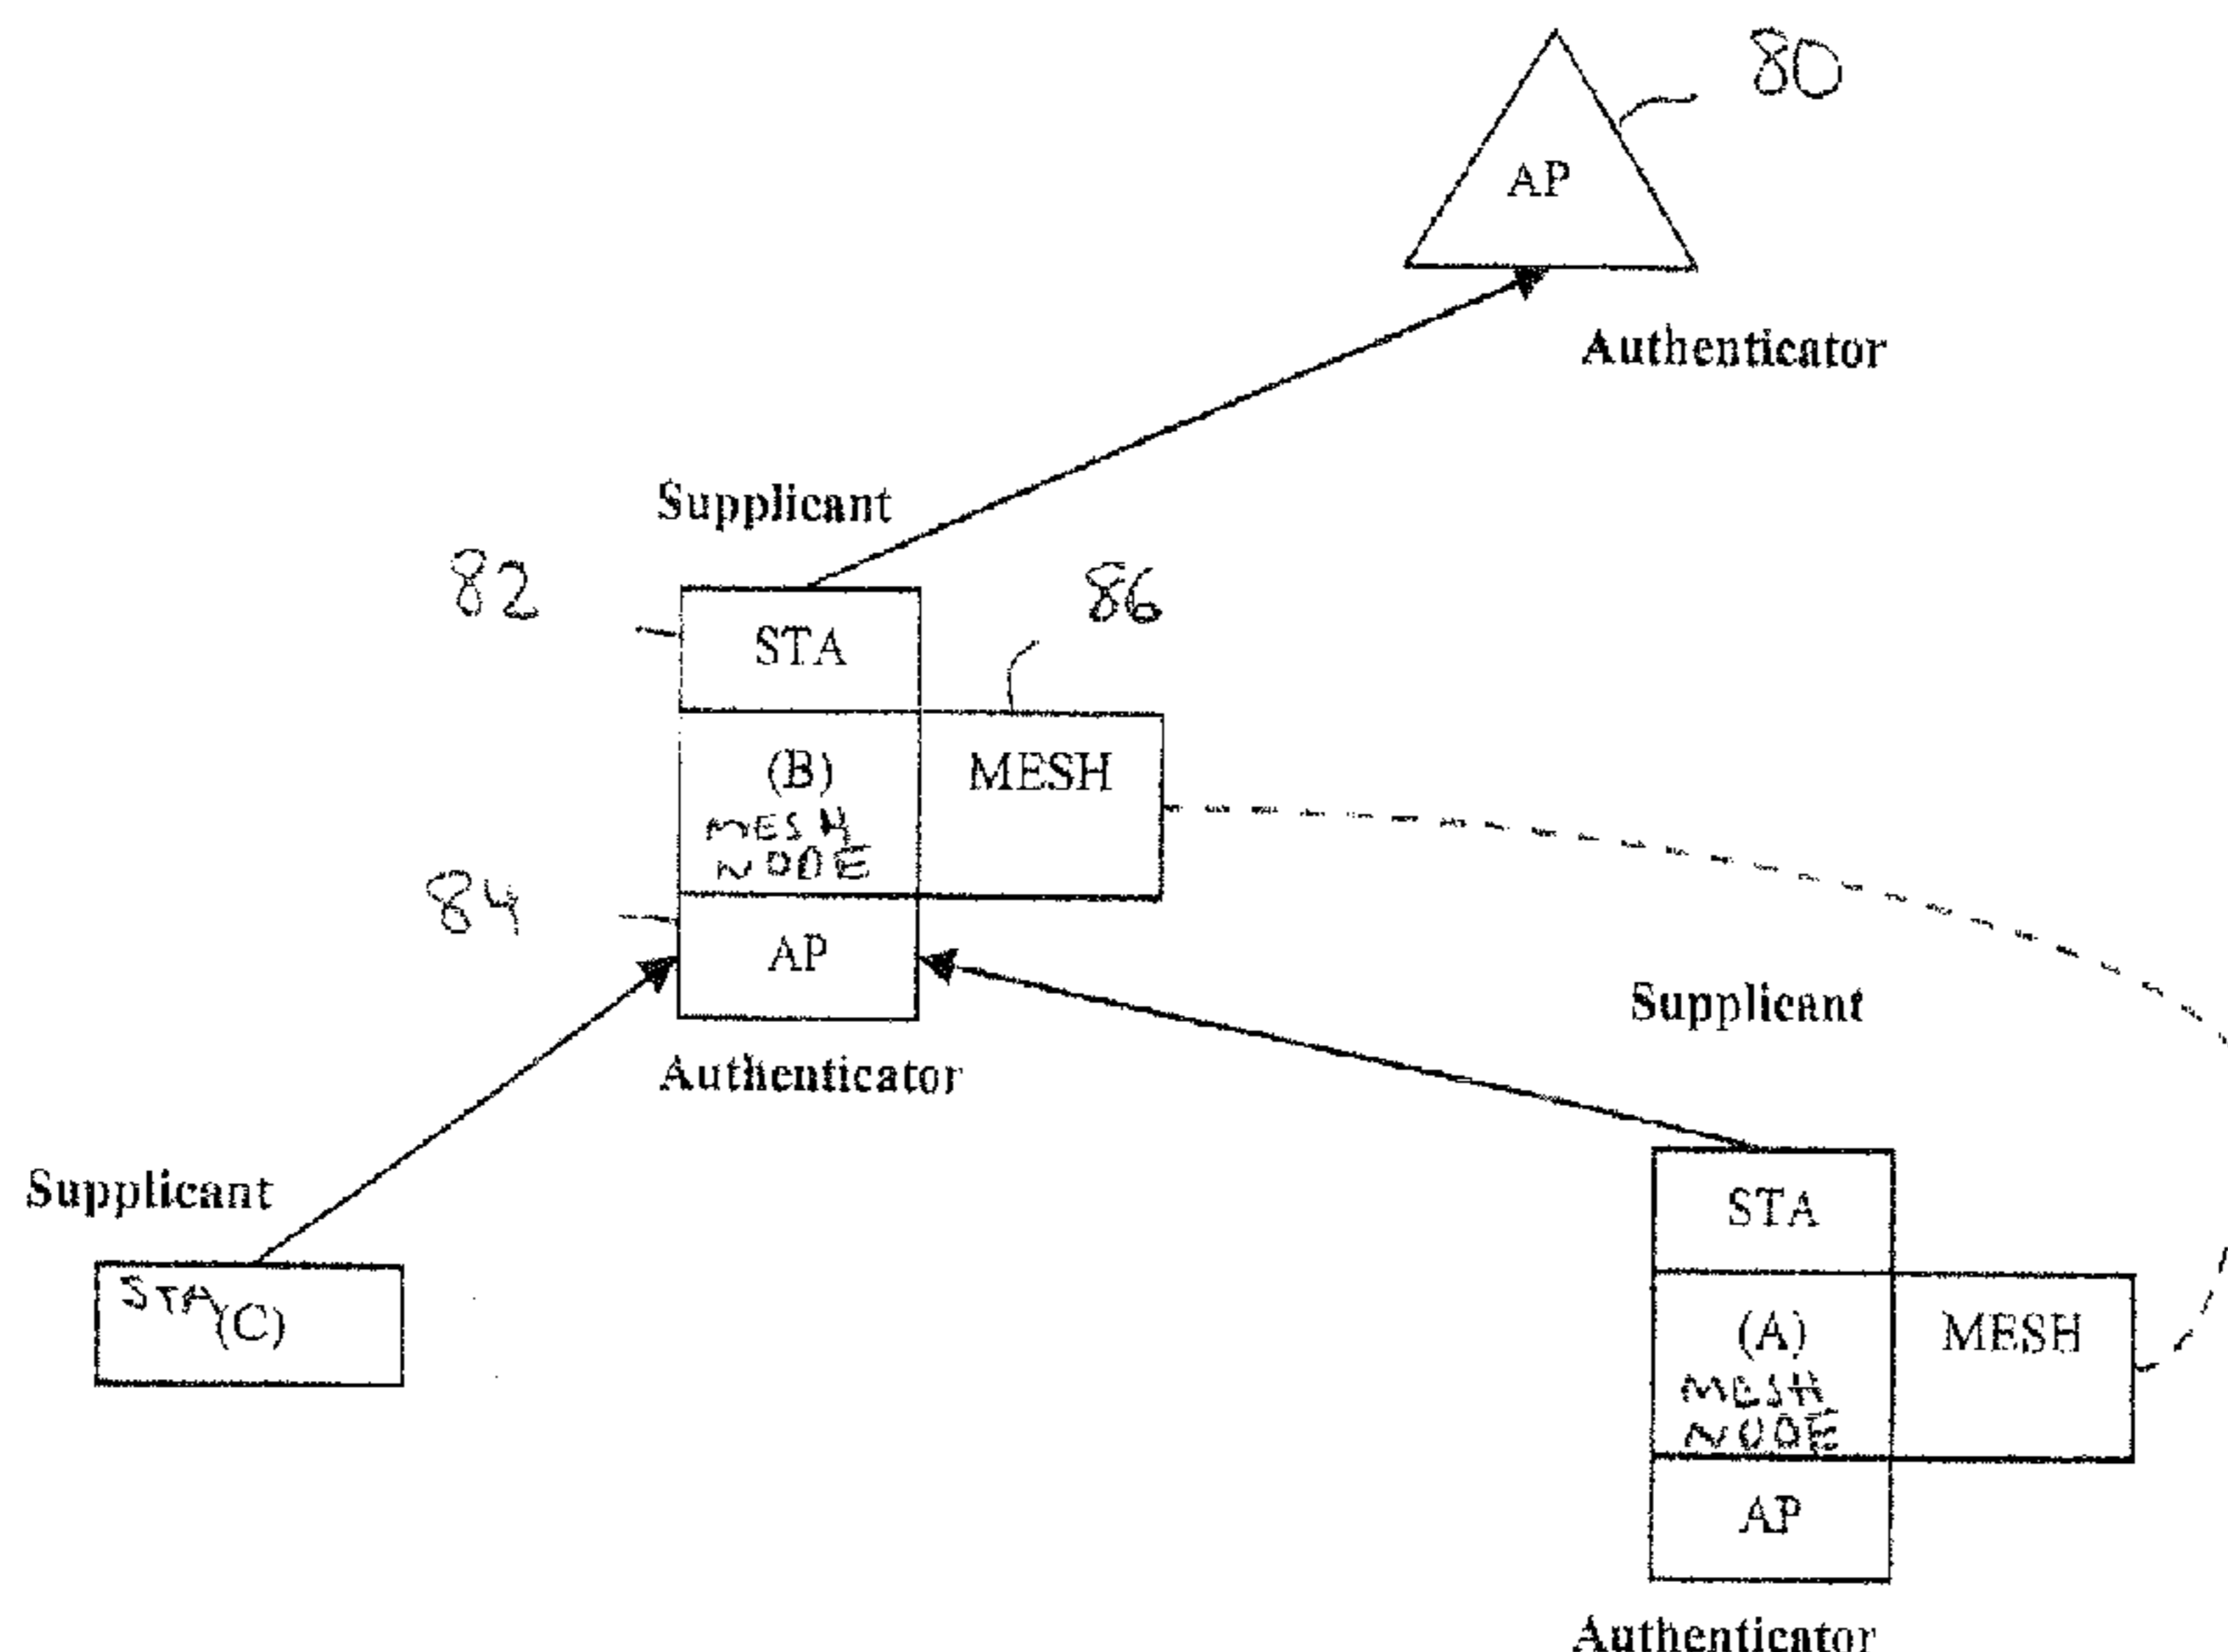 80
AP
Authenticator
Supplicant
82
86
STA
(B)
MESH
MESH
NODE
84
AP
Supplicant
Authenticator
Supplicant
STA
STA
(C)
(A)
MESH
MESH
NODE
AP
Authenticator